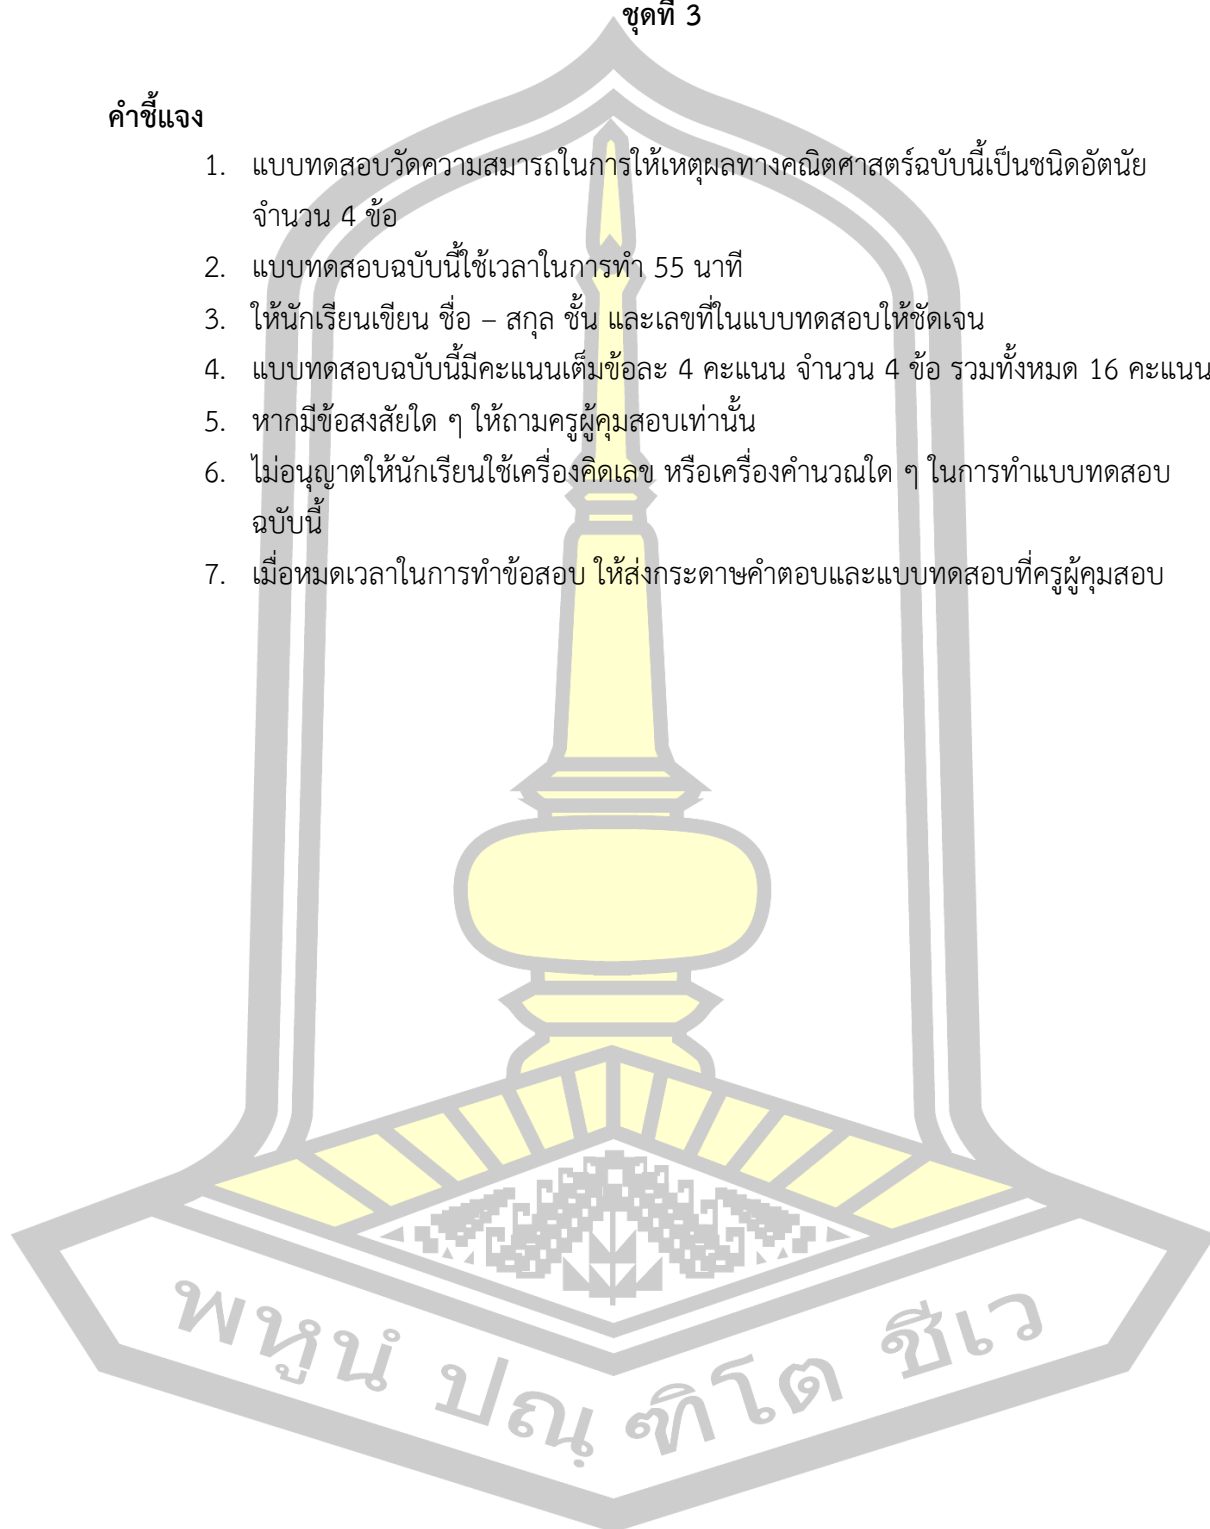 ชุดที่ 3
คำชี้แจง
1. แบบทดสอบวัดความสมารถในการให้เหตุผลทางคณิตศาสตร์ฉบับนี้เป็นชนิดอัตนัย
จำนวน 4 ข้อ
2. แบบทดสอบฉบับนี้ใช้เวลาในการทำ 55 นาที
3. ให้นักเรียนเขียน ชื่อ – สกุล ชั้น และเลขที่ในแบบทดสอบให้ชัดเจน
4. แบบทดสอบฉบับนี้มีคะแนนเต็มข้อละ 4 คะแนน จำนวน 4 ข้อ รวมทั้งหมด 16 คะแนน
5. หากมีข้อสงสัยใด ๆ ให้ถามครูผู้คุมสอบเท่านั้น
6. ไม่อนุญาตให้นักเรียนใช้เครื่องคิดเลข หรือเครื่องคำนวณใด ๆ ในการทำแบบทดสอบ
ฉบับนี้
7. เมื่อหมดเวลาในการทำข้อสอบ ให้ส่งกระดาษคำตอบและแบบทดสอบที่ครูผู้คุมสอบ
พหูนํ ปณฺฑิโต ชีเว